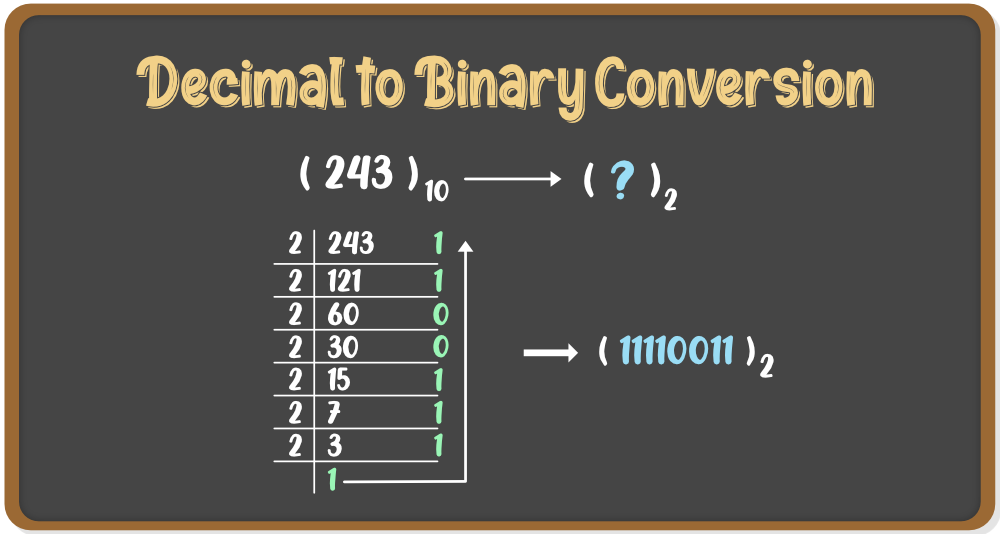 Decimal to Binary Conversion
( 243 )10 ( ? )2
2 243 1
2 121 1
2 60 0
2 30 0
2 15 1
2 7 1
2 3 1
1
( 11110011 )2